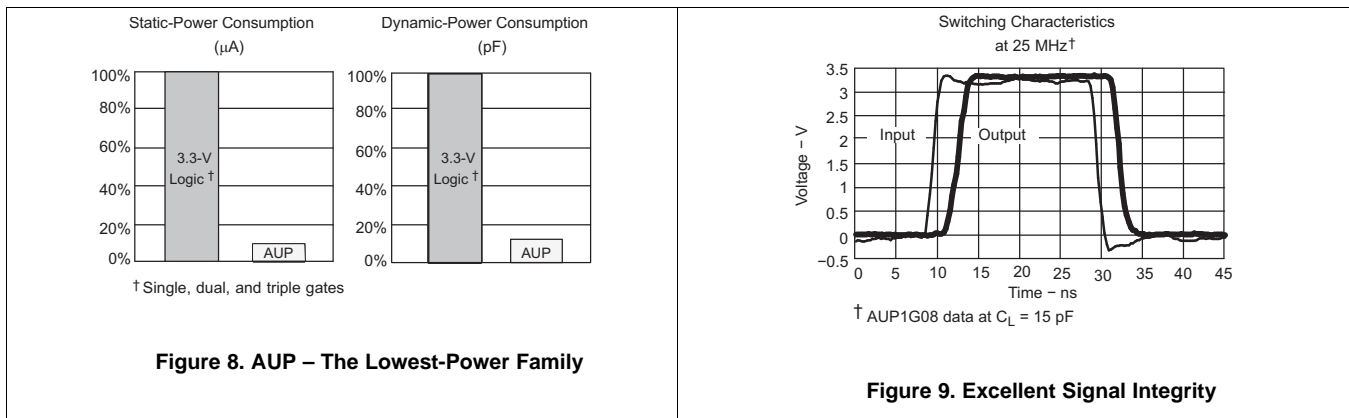 Static-Power Consumption
(μA)
100%
80%
60%
40%
20%
0%
3.3-V
Logic †
AUP
Dynamic-Power Consumption
(pF)
100%
80%
60%
40%
20%
0%
3.3-V
Logic †
AUP
† Single, dual, and triple gates
Figure 8. AUP – The Lowest-Power Family
Switching Characteristics
at 25 MHz†
3.5
3
2.5
2
1.5
1
0.5
0
−0.5
Voltage − V
Input
Output
0 5 10 15 20 25 30 35 40 45
Time − ns
† AUP1G08 data at CL = 15 pF
Figure 9. Excellent Signal Integrity